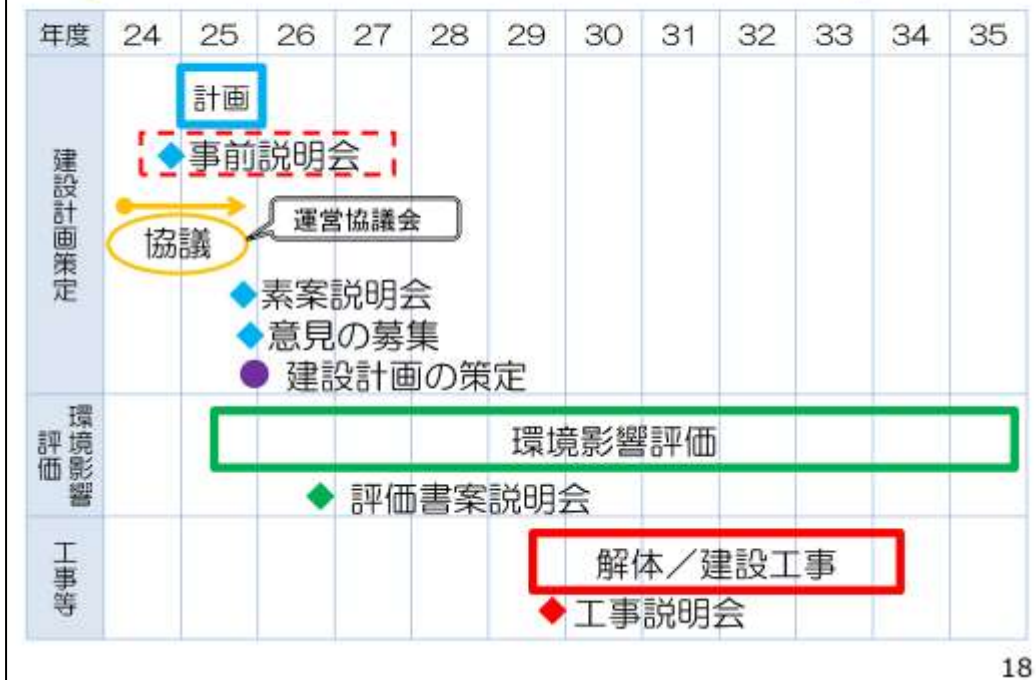 年度 24 25 26 27 28 29 30 31 32 33 34 35
建設計画策定
計画
事前説明会
協議
運営協議会
素案説明会
意見の募集
建設計画の策定
環境影響
評価
環境影響評価
評価書案説明会
工事等
解体／建設工事
工事説明会
18